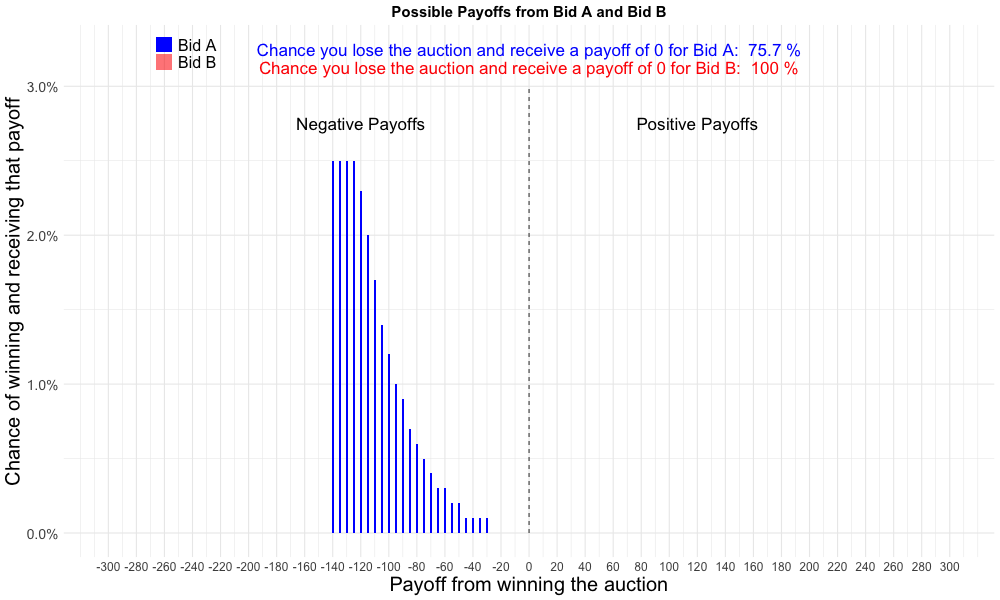 Possible Payoffs from Bid A and Bid B
Bid A
Bid B
Chance you lose the auction and receive a payoff of 0 for Bid A:  75.7 %
Chance you lose the auction and receive a payoff of 0 for Bid B:  100 %
Negative Payoffs
Positive Payoffs
Chance of winning and receiving that payoff
3.0%
2.0%
1.0%
0.0%
-300 -280 -260 -240 -220 -200 -180 -160 -140 -120 -100 -80 -60 -40 -20 0 20 40 60 80 100 120 140 160 180 200 220 240 260 280 300
Payoff from winning the auction